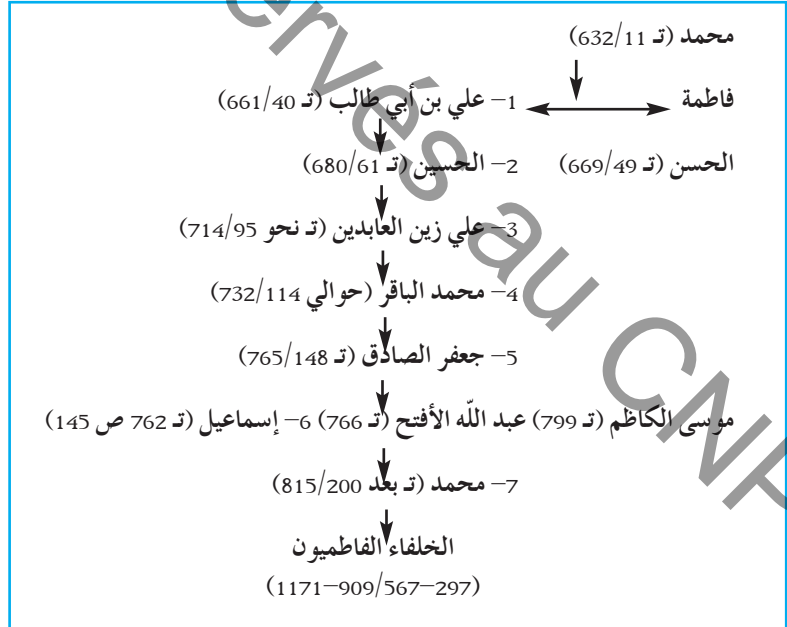 محمد (تـ 632/11)
فاطمة
1– علي بن أبي طالب (تـ 661/40)
الحسن (تـ 669/49)
2– الحسين (تـ 680/61)
3– علي زين العابدين (تـ نحو 714/95)
4– محمد الباقر (حوالي 732/114)
5– جعفر الصادق (تـ 765/148)
موسى الكاظم (تـ 799) عبد اللّه الأفتح (تـ 766) 6– إسماعيل (تـ 762 ص 145)
7– محمد (تـ بعد 815/200)
الخلفاء الفاطميون
(297–567/909–1171)
ervés au CNP